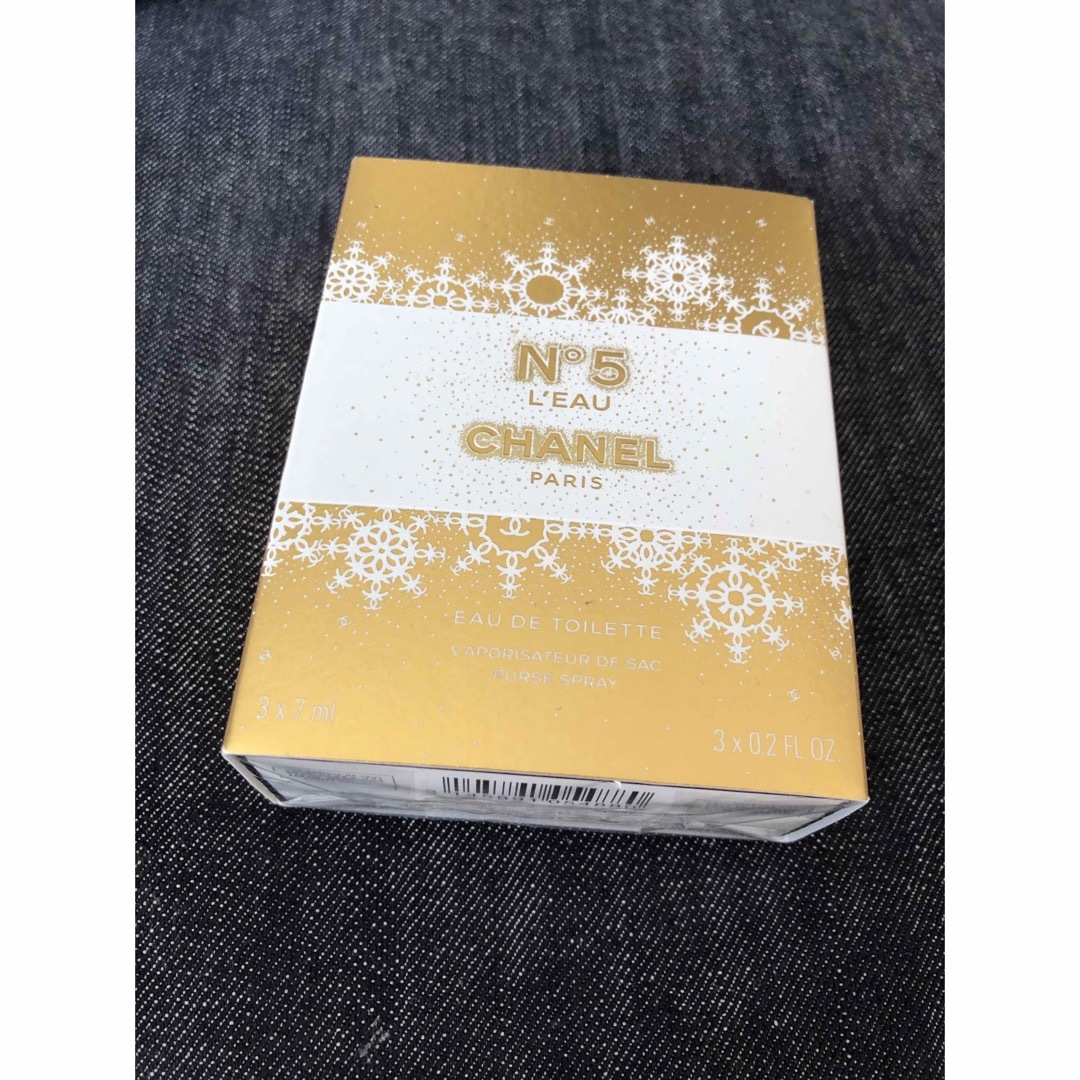 N°5
L'EAU
CHANEL
PARIS
EAU DE TOILETTE
VAPORISATEUR DE SAC
PURSE SPRAY
3 x 7 ml
3 x 0.2 FL.OZ.